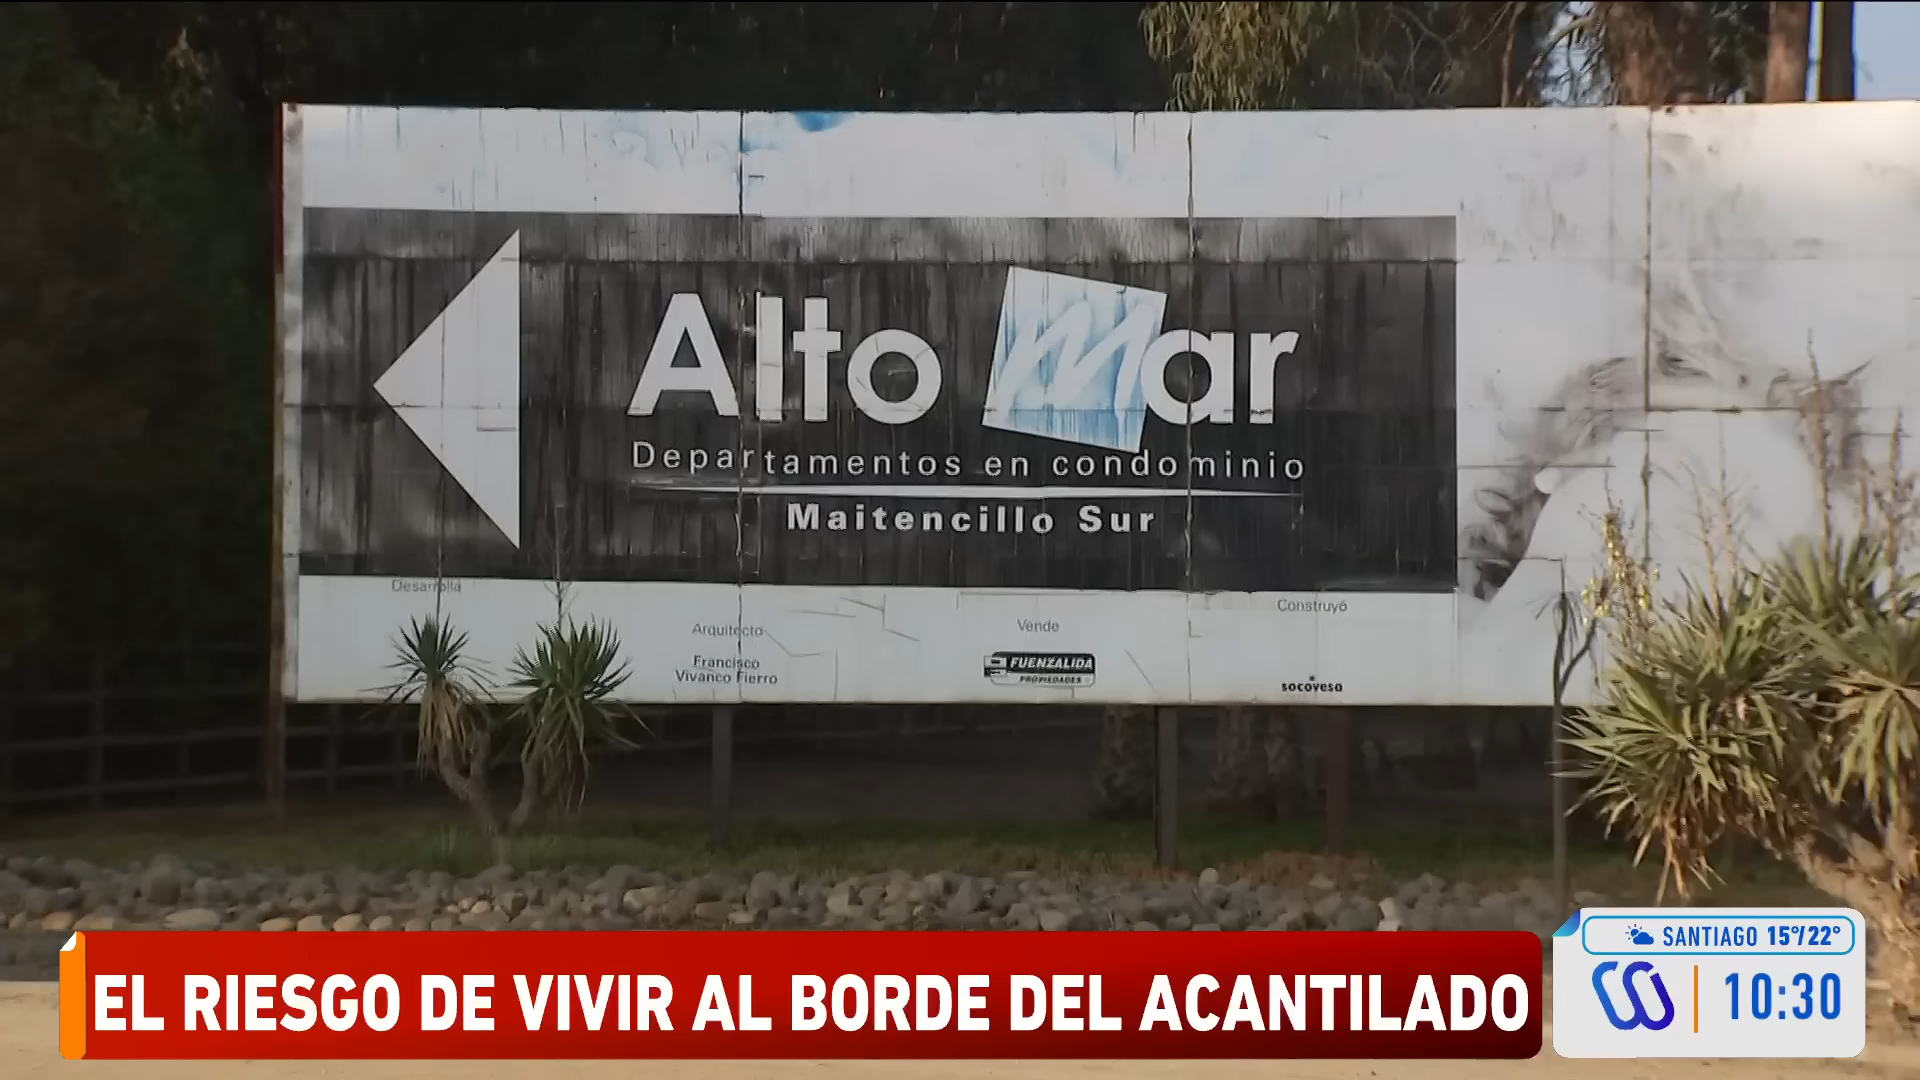 Alto Mar
Departamentos en condominio
Maitencillo Sur
Desarrolla
Arquitecto
Francisco
Vivanco Fierro
Vende
FUENZALIDA
PROPIEDADES
Construyó
socovesa
EL RIESGO DE VIVIR AL BORDE DEL ACANTILADO
SANTIAGO 15°/22°
10:30